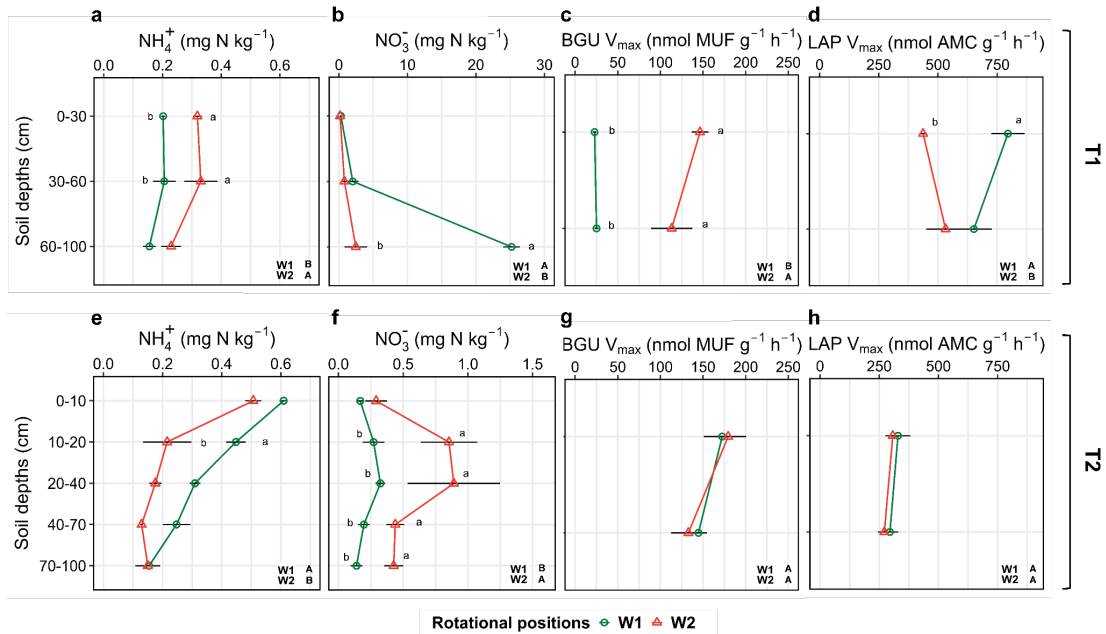 a
NH₄⁺ (mg N kg⁻¹)
0 0.2 0.4 0.6
Soil depths (cm)
0-30
30-60
60-100
b a
b a
W1 B
W2 A
b
NO₃⁻ (mg N kg⁻¹)
0 10 20 30
b a
W1 A
W2 B
c
BGU Vmax (nmol MUF g⁻¹ h⁻¹)
0 50 100 150 200 250
b a
b a
W1 B
W2 A
d
LAP Vmax (nmol AMC g⁻¹ h⁻¹)
0 250 500 750
b a
W1 A
W2 B
T1
e
NH₄⁺ (mg N kg⁻¹)
0 0.2 0.4 0.6
Soil depths (cm)
0-10
10-20
20-40
40-70
70-100
b a
W1 A
W2 B
f
NO₃⁻ (mg N kg⁻¹)
0.0 0.5 1.0 1.5
b a
b a
b a
b a
W1 B
W2 A
g
BGU Vmax (nmol MUF g⁻¹ h⁻¹)
0 50 100 150 200 250
W1 A
W2 A
h
LAP Vmax (nmol AMC g⁻¹ h⁻¹)
0 250 500 750
W1 A
W2 A
T2
Rotational positions W1 W2